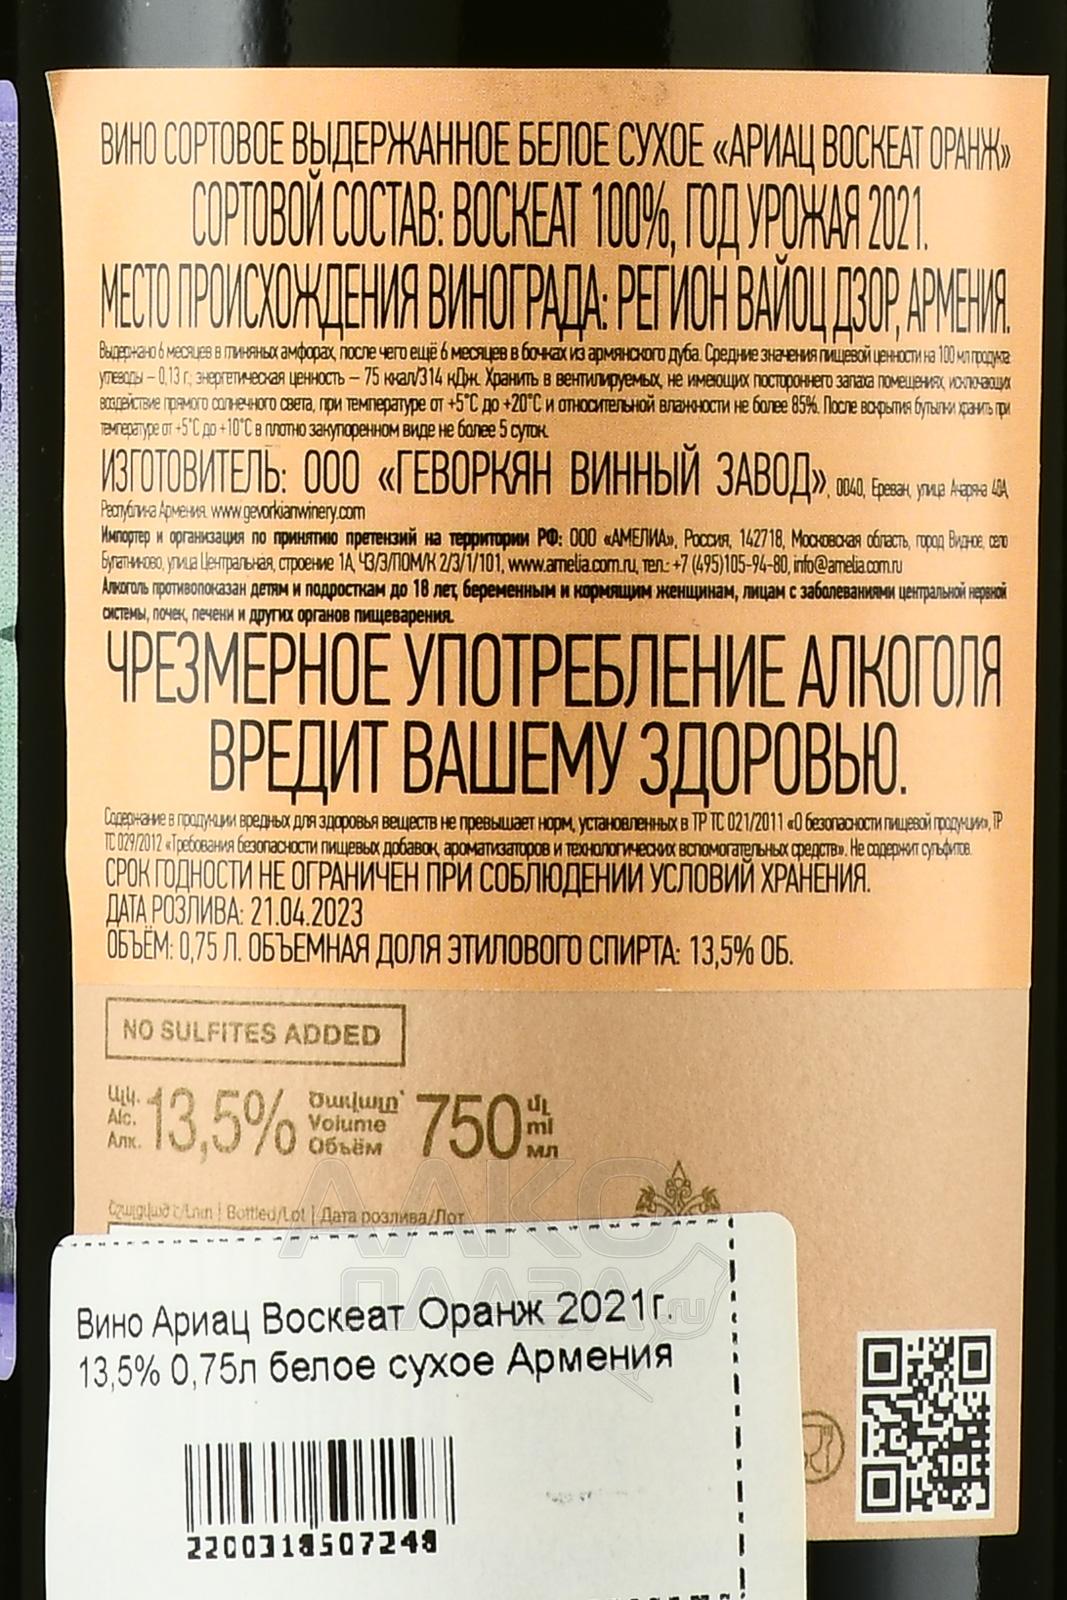 ВИНО СОРТОВОЕ ВЫДЕРЖАННОЕ БЕЛОЕ СУХОЕ «АРИАЦ ВОСКЕАТ ОРАНЖ»
СОРТОВОЙ СОСТАВ: ВОСКЕАТ 100%, ГОД УРОЖАЯ 2021.
МЕСТО ПРОИСХОЖДЕНИЯ ВИНОГРАДА: РЕГИОН ВАЙОЦ ДЗОР, АРМЕНИЯ.
Выдержано 6 месяцев в глиняных амфорах, после чего ещё 6 месяцев в бочках из армянского дуба. Средние значения пищевой ценности на 100 мл продукта:
углеводы – 0,13 г; энергетическая ценность – 75 ккал/314 кДж. Хранить в вентилируемых, не имеющих постороннего запаха помещениях, исключающих
воздействие прямого солнечного света, при температуре от +5°С до +20°С и относительной влажности не более 85%. После вскрытия бутылки хранить при
температуре от +5°С до +10°С в плотно закупоренном виде не более 5 суток.
ИЗГОТОВИТЕЛЬ: ООО «ГЕВОРКЯН ВИННЫЙ ЗАВОД», 0040, Ереван, улица Ачаряна 40А,
Республика Армения. www.gevorkianwinery.com
Импортер и организация по принятию претензий на территории РФ: ООО «АМЕЛИА», Россия, 142718, Московская область, город Видное, село
Булатниково, улица Центральная, строение 1А, ЧЗ/Э/ПОМ/К 2/3/1/101, www.amelia.com.ru, тел.: +7 (495)105-94-80, info@amelia.com.ru
Алкоголь противопоказан детям и подросткам до 18 лет, беременным и кормящим женщинам, лицам с заболеваниями центральной нервной
системы, почек, печени и других органов пищеварения.
ЧРЕЗМЕРНОЕ УПОТРЕБЛЕНИЕ АЛКОГОЛЯ
ВРЕДИТ ВАШЕМУ ЗДОРОВЬЮ.
Содержание в продукции вредных для здоровья веществ не превышает норм, установленных в ТР ТС 021/2011 «О безопасности пищевой продукции», ТР
ТС 029/2012 «Требования безопасности пищевых добавок, ароматизаторов и технологических вспомогательных средств». Не содержит сульфитов.
СРОК ГОДНОСТИ НЕ ОГРАНИЧЕН ПРИ СОБЛЮДЕНИИ УСЛОВИЙ ХРАНЕНИЯ.
ДАТА РОЗЛИВА: 21.04.2023
ОБЪЁМ: 0,75 Л. ОБЪЕМНАЯ ДОЛЯ ЭТИЛОВОГО СПИРТА: 13,5% ОБ.
NO SULFITES ADDED
Ալկ. Alc. Алк. 13,5% Ծավալը՝ Volume Объём 750 մլ ml мл
Bottled/Lot | Дата розлива/Лот
ААКО
ПЛАЗА.ru
Вино Ариац Воскеат Оранж 2021г.
13,5% 0,75л белое сухое Армения
2200318507248